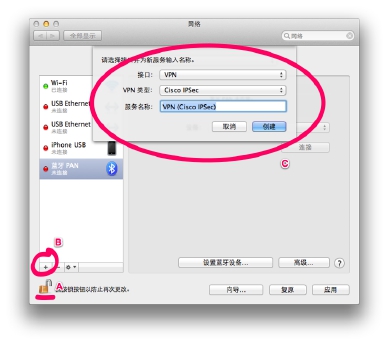 网络
全部显示
网络
请选择接口并为新服务输入名称。
接口: VPN
VPN 类型: Cisco IPSec
服务名称: VPN (Cisco IPSec)
取消
创建
Wi-Fi
已连接
USB Ethernet
未连接
USB Ethernet
未连接
iPhone USB
未连接
蓝牙 PAN
未连接
连接
C
B
+
−
设置蓝牙设备...
高级...
?
A
按锁按钮以防止再次更改。
向导...
复原
应用